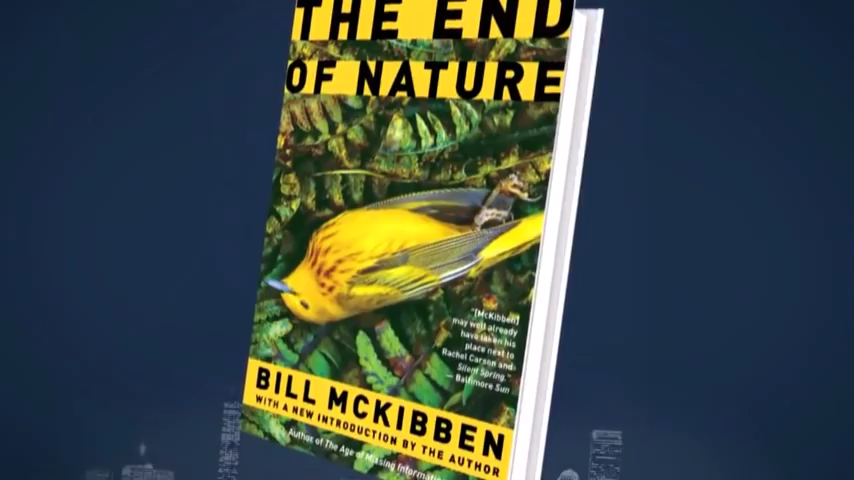 THE END
OF NATURE
"[McKibben]
may well already
have taken his
place next to
Rachel Carson and
Silent Spring."
— Baltimore Sun
BILL MCKIBBEN
WITH A NEW INTRODUCTION BY THE AUTHOR
Author of The Age of Missing Information